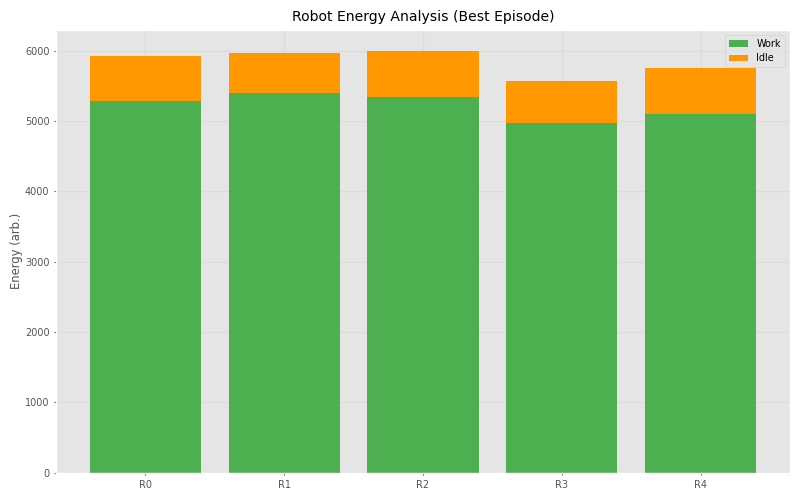 Robot Energy Analysis (Best Episode)
Work
Idle
Energy (arb.)
6000
5000
4000
3000
2000
1000
0
R0 R1 R2 R3 R4